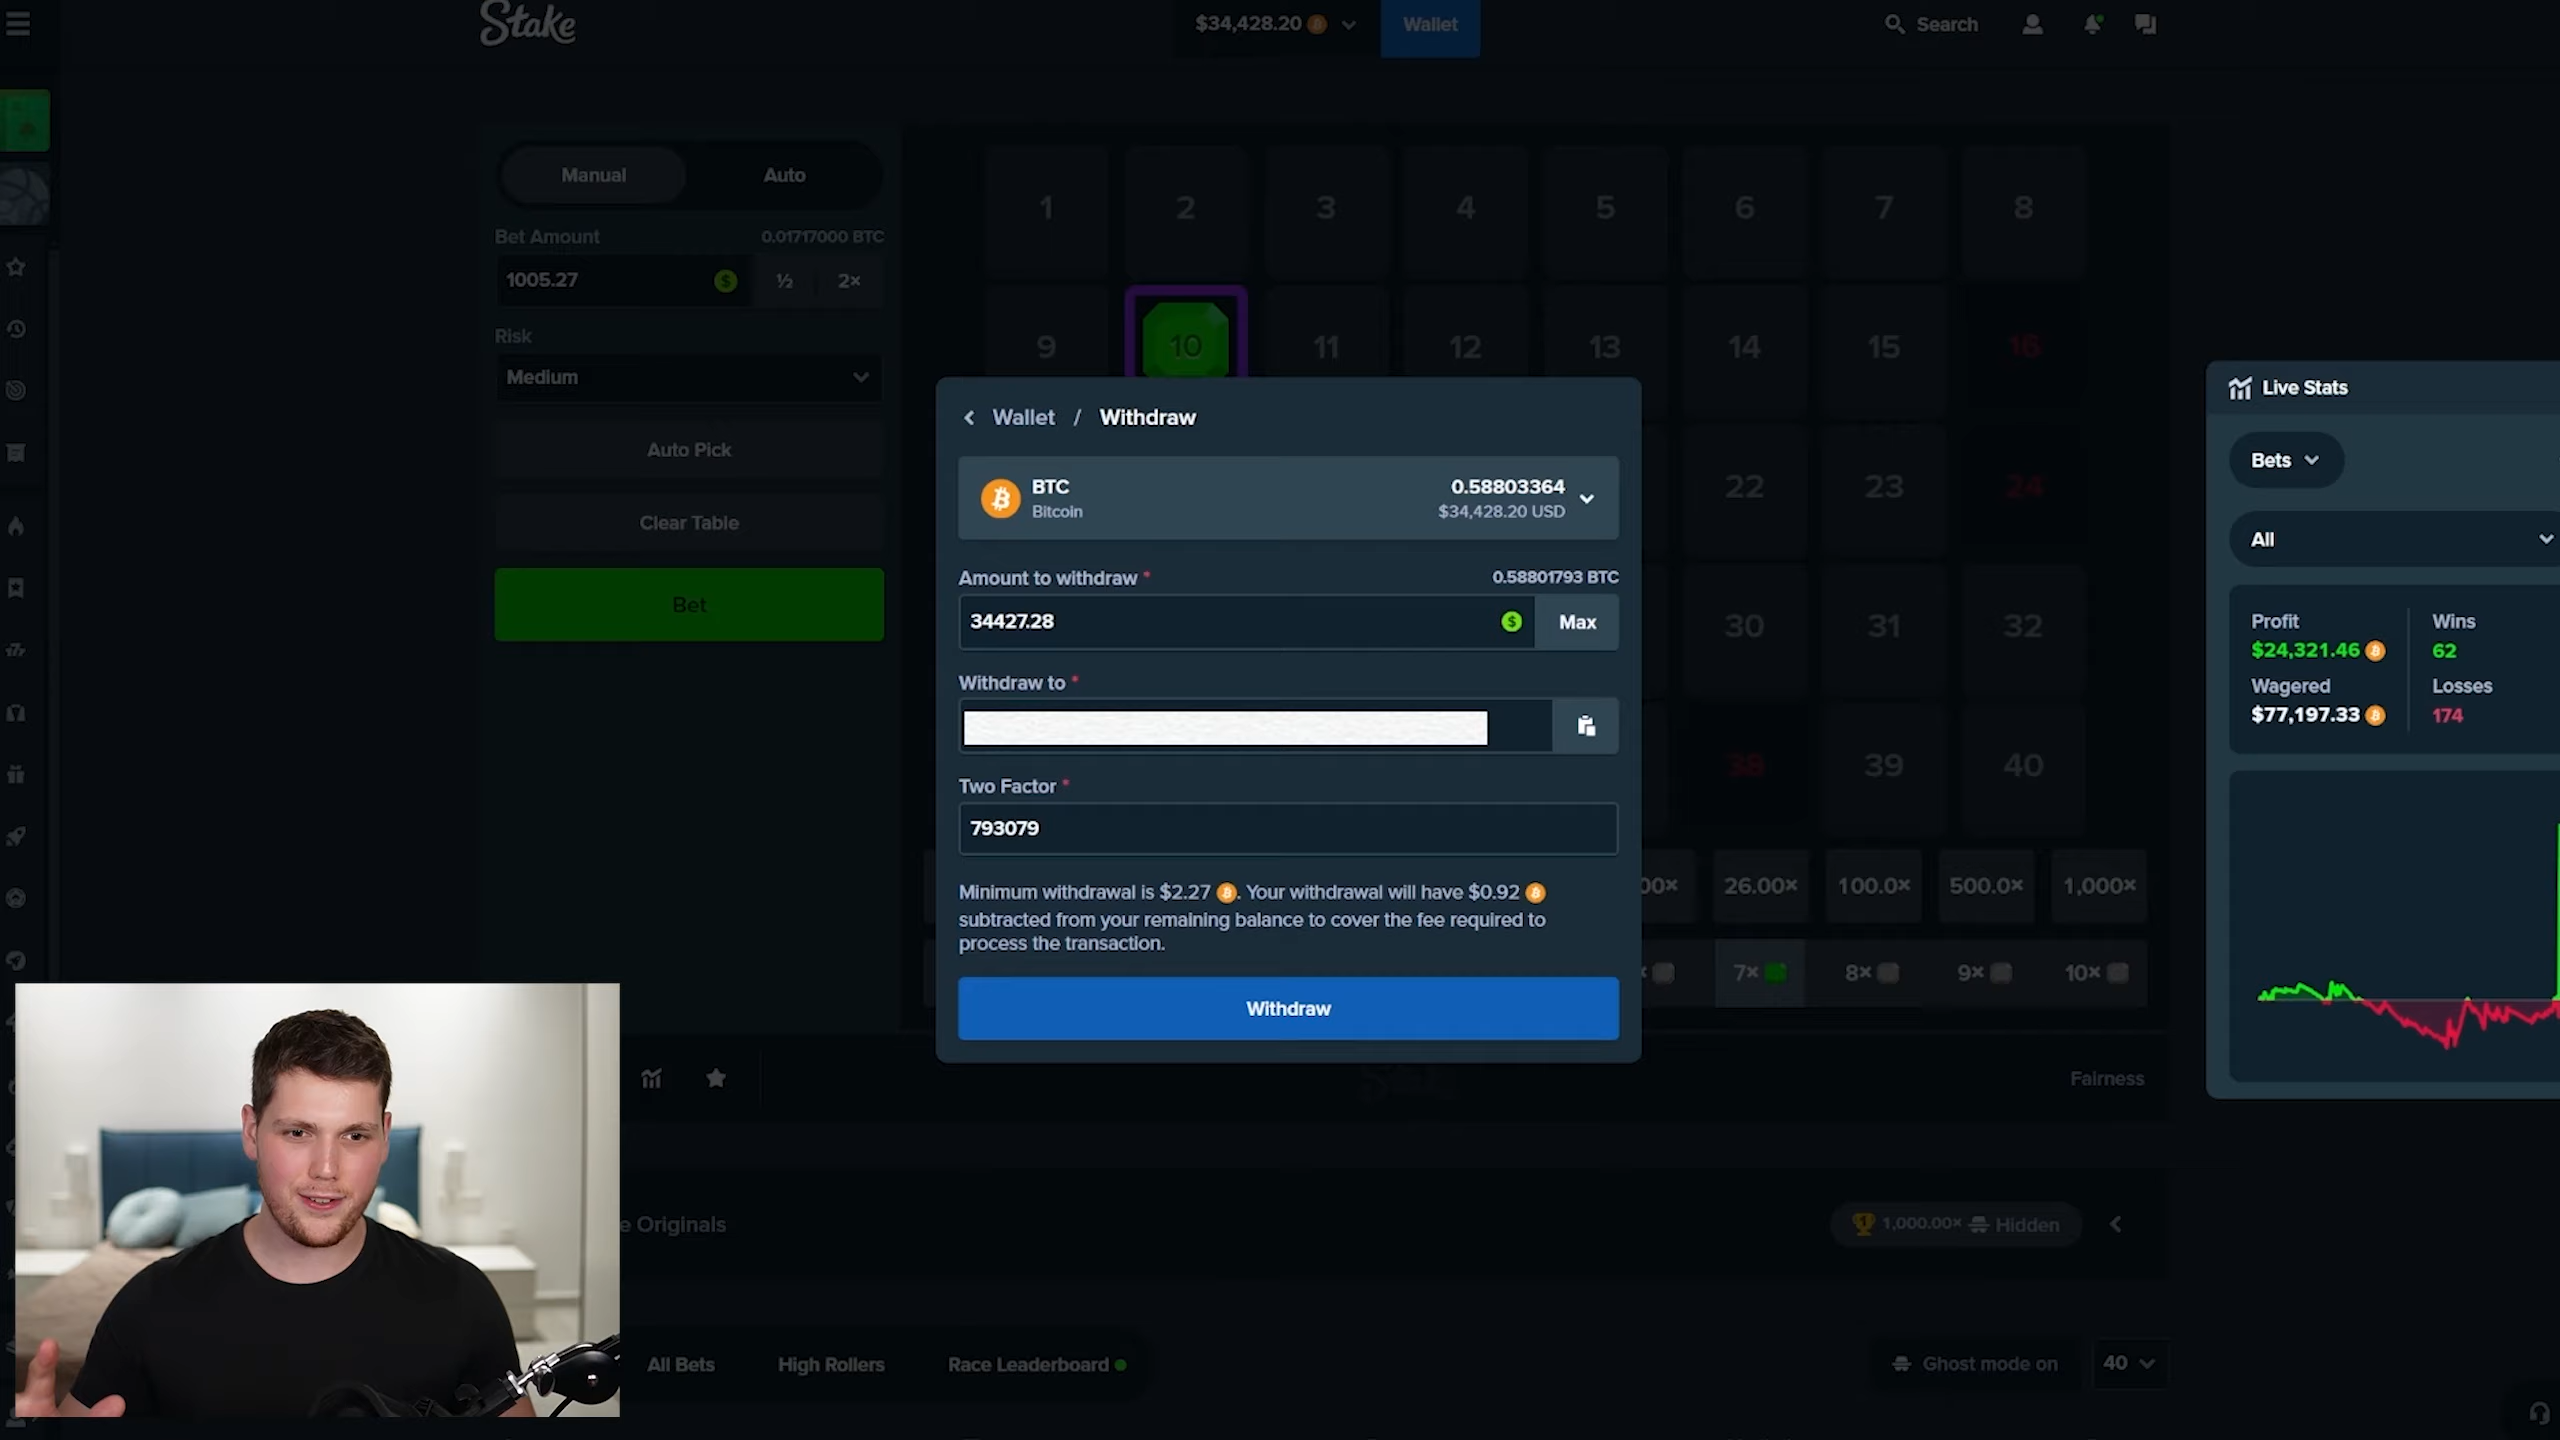 Stake
$34,428.20
Wallet
Search
Manual
Auto
Bet Amount
0.01717000 BTC
1005.27
½
2×
Risk
Medium
Auto Pick
Clear Table
Bet
1
2
3
4
5
6
7
8
9
10
11
12
13
14
15
16
22
23
24
30
31
32
38
39
40
Wallet / Withdraw
BTC
Bitcoin
0.58803364
$34,428.20 USD
Amount to withdraw *
0.58801793 BTC
34427.28
Max
Withdraw to *
Two Factor *
793079
Minimum withdrawal is $2.27 . Your withdrawal will have $0.92
subtracted from your remaining balance to cover the fee required to
process the transaction.
Withdraw
26.00×
100.0×
500.0×
1,000×
7×
8×
9×
10×
Live Stats
Bets
All
Profit
$24,321.46
Wins
62
Wagered
$77,197.33
Losses
174
Fairness
Originals
1,000.00× Hidden
All Bets
High Rollers
Race Leaderboard
Ghost mode on
40